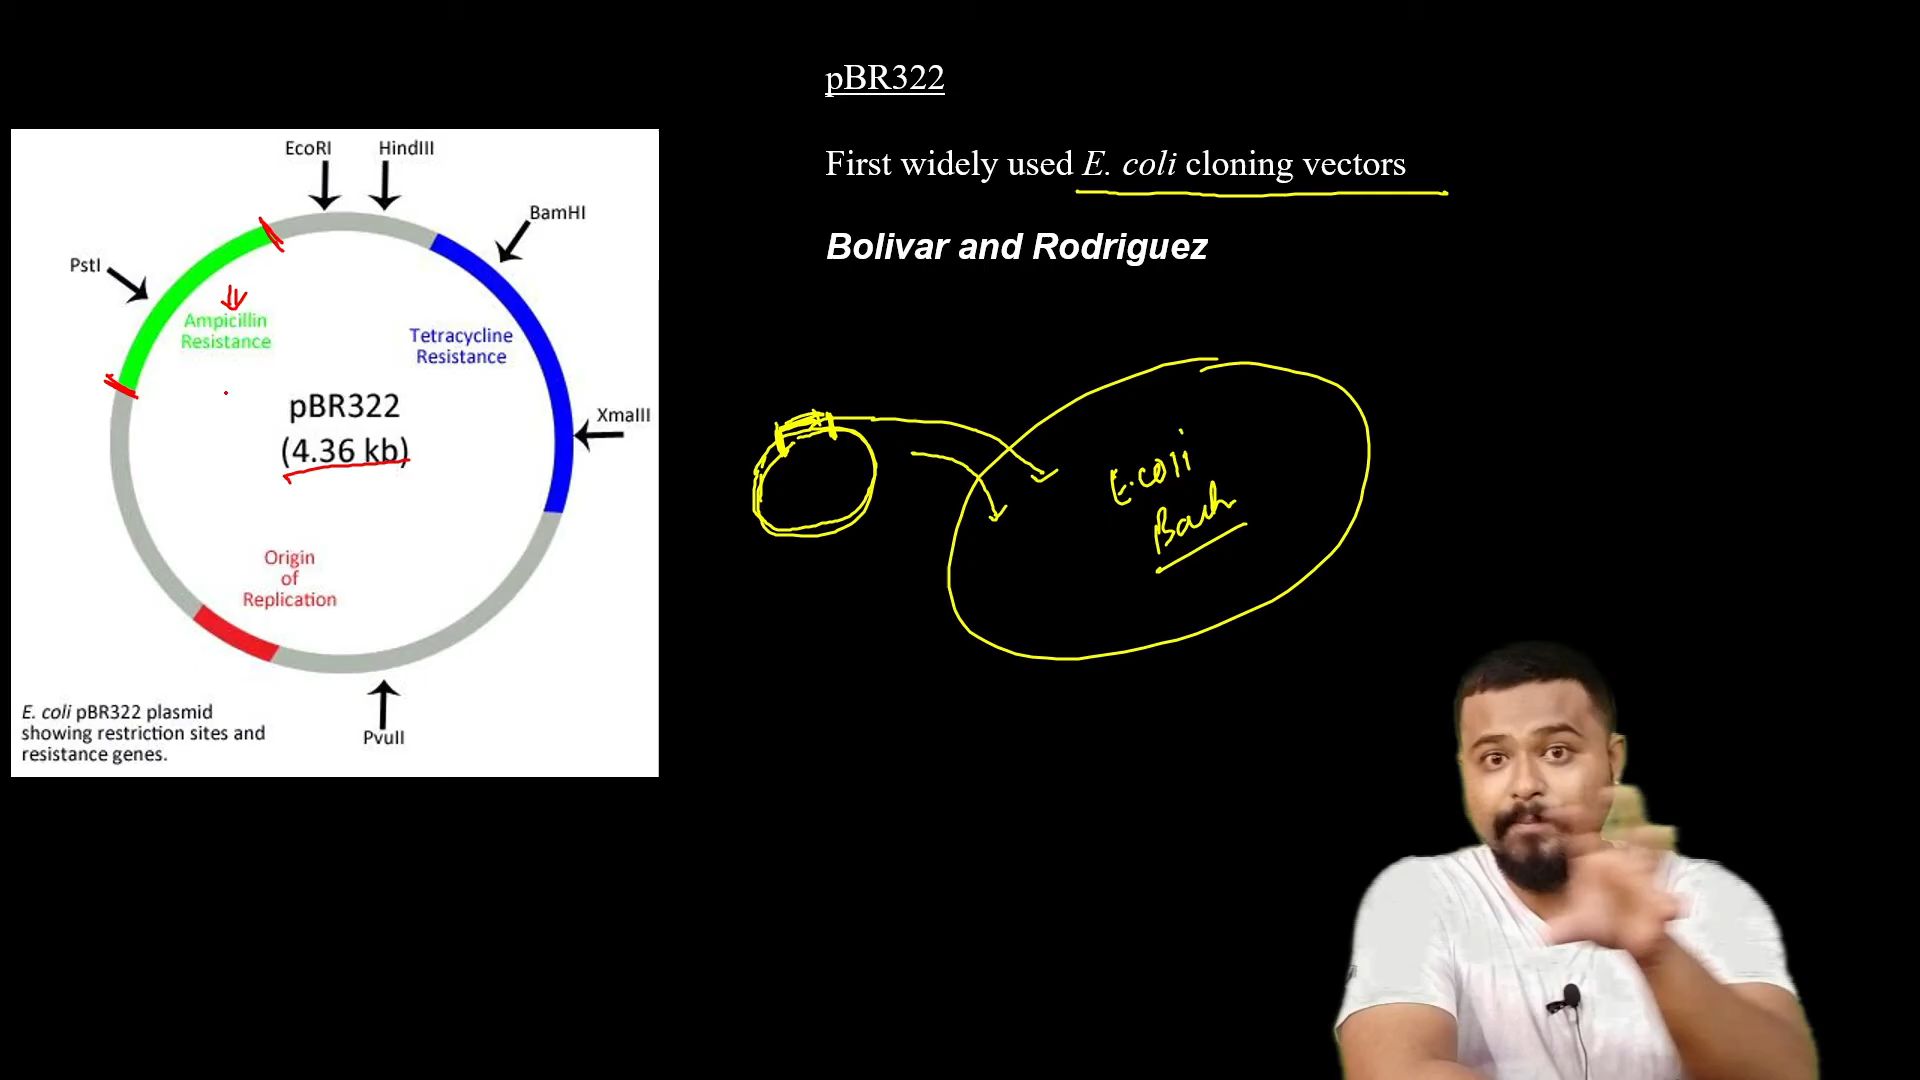 pBR322
First widely used E. coli cloning vectors
Bolivar and Rodriguez
EcoRI
HindIII
BamHI
PstI
Ampicillin
Resistance
Tetracycline
Resistance
pBR322
(4.36 kb)
XmaIII
Origin
of
Replication
E. coli pBR322 plasmid
showing restriction sites and
resistance genes.
PvuII
E.coli